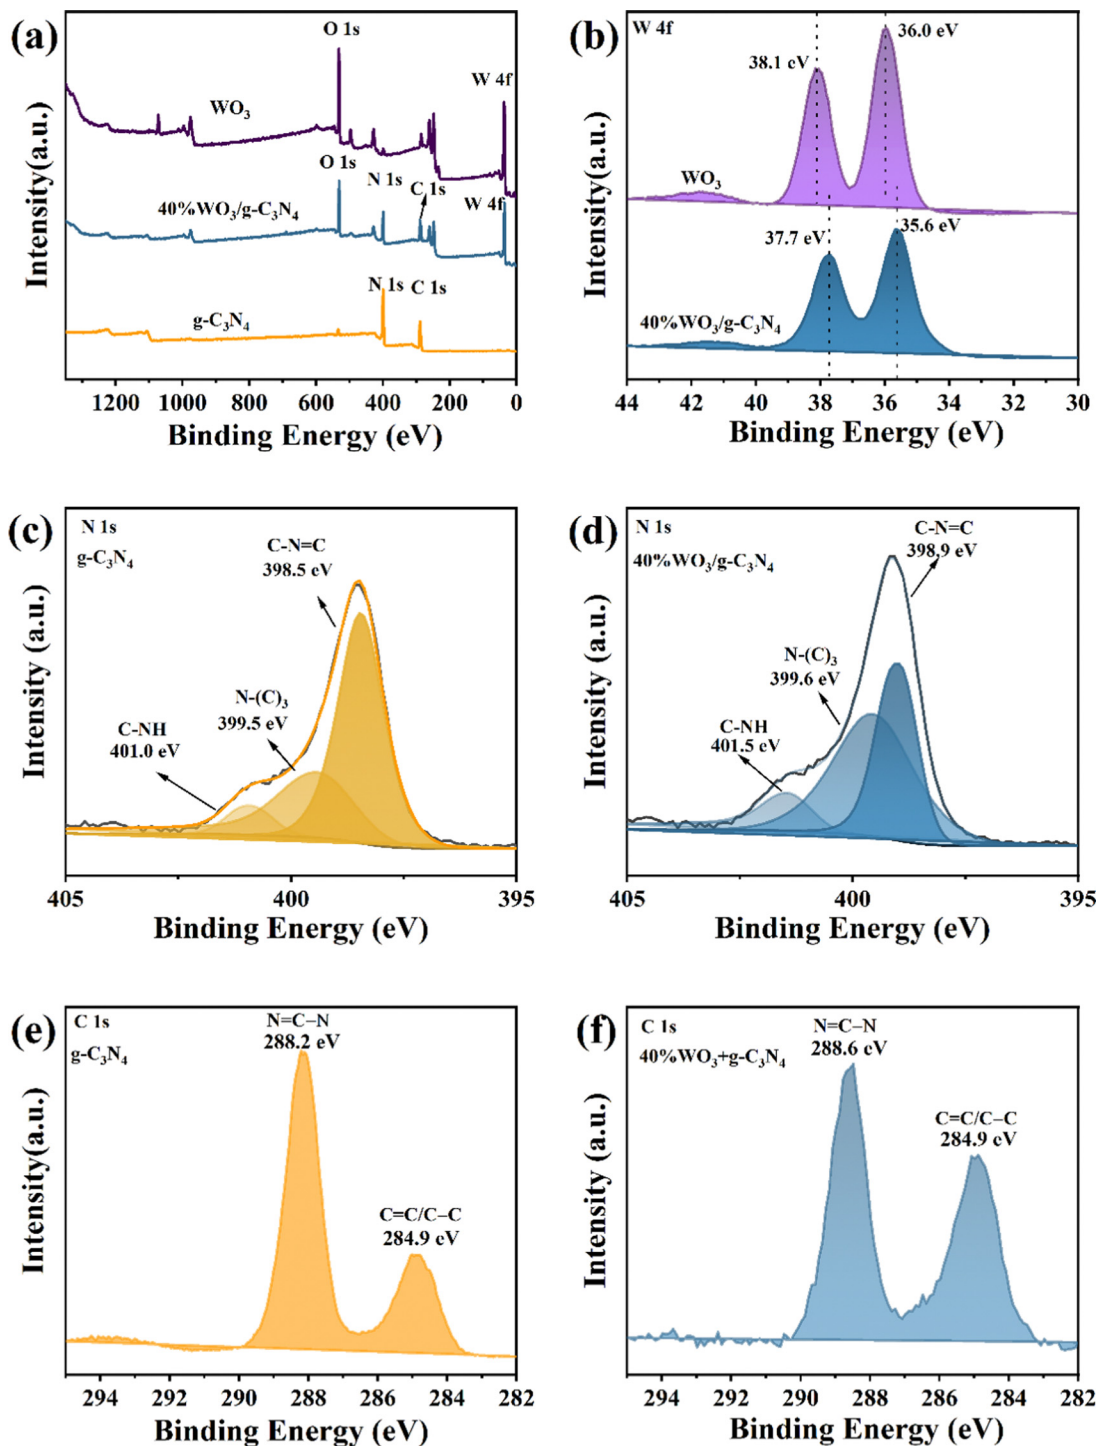 (a)
O 1s
W 4f
WO₃
O 1s
N 1s
C 1s
W 4f
40%WO₃/g-C₃N₄
N 1s
C 1s
g-C₃N₄
Intensity(a.u.)
1200 1000 800 600 400 200 0
Binding Energy (eV)
(b)
W 4f
36.0 eV
38.1 eV
WO₃
37.7 eV
35.6 eV
40%WO₃/g-C₃N₄
Intensity(a.u.)
44 42 40 38 36 34 32 30
Binding Energy (eV)
(c)
N 1s
g-C₃N₄
C-N=C
398.5 eV
N-(C)₃
399.5 eV
C-NH
401.0 eV
Intensity (a.u.)
405 400 395
Binding Energy (eV)
(d)
N 1s
40%WO₃/g-C₃N₄
C-N=C
398.9 eV
N-(C)₃
399.6 eV
C-NH
401.5 eV
Intensity (a.u.)
405 400 395
Binding Energy (eV)
(e)
C 1s
g-C₃N₄
N=C–N
288.2 eV
C=C/C–C
284.9 eV
Intensity(a.u.)
294 292 290 288 286 284 282
Binding Energy (eV)
(f)
C 1s
40%WO₃+g-C₃N₄
N=C–N
288.6 eV
C=C/C–C
284.9 eV
Intensity (a.u.)
294 292 290 288 286 284 282
Binding Energy (eV)